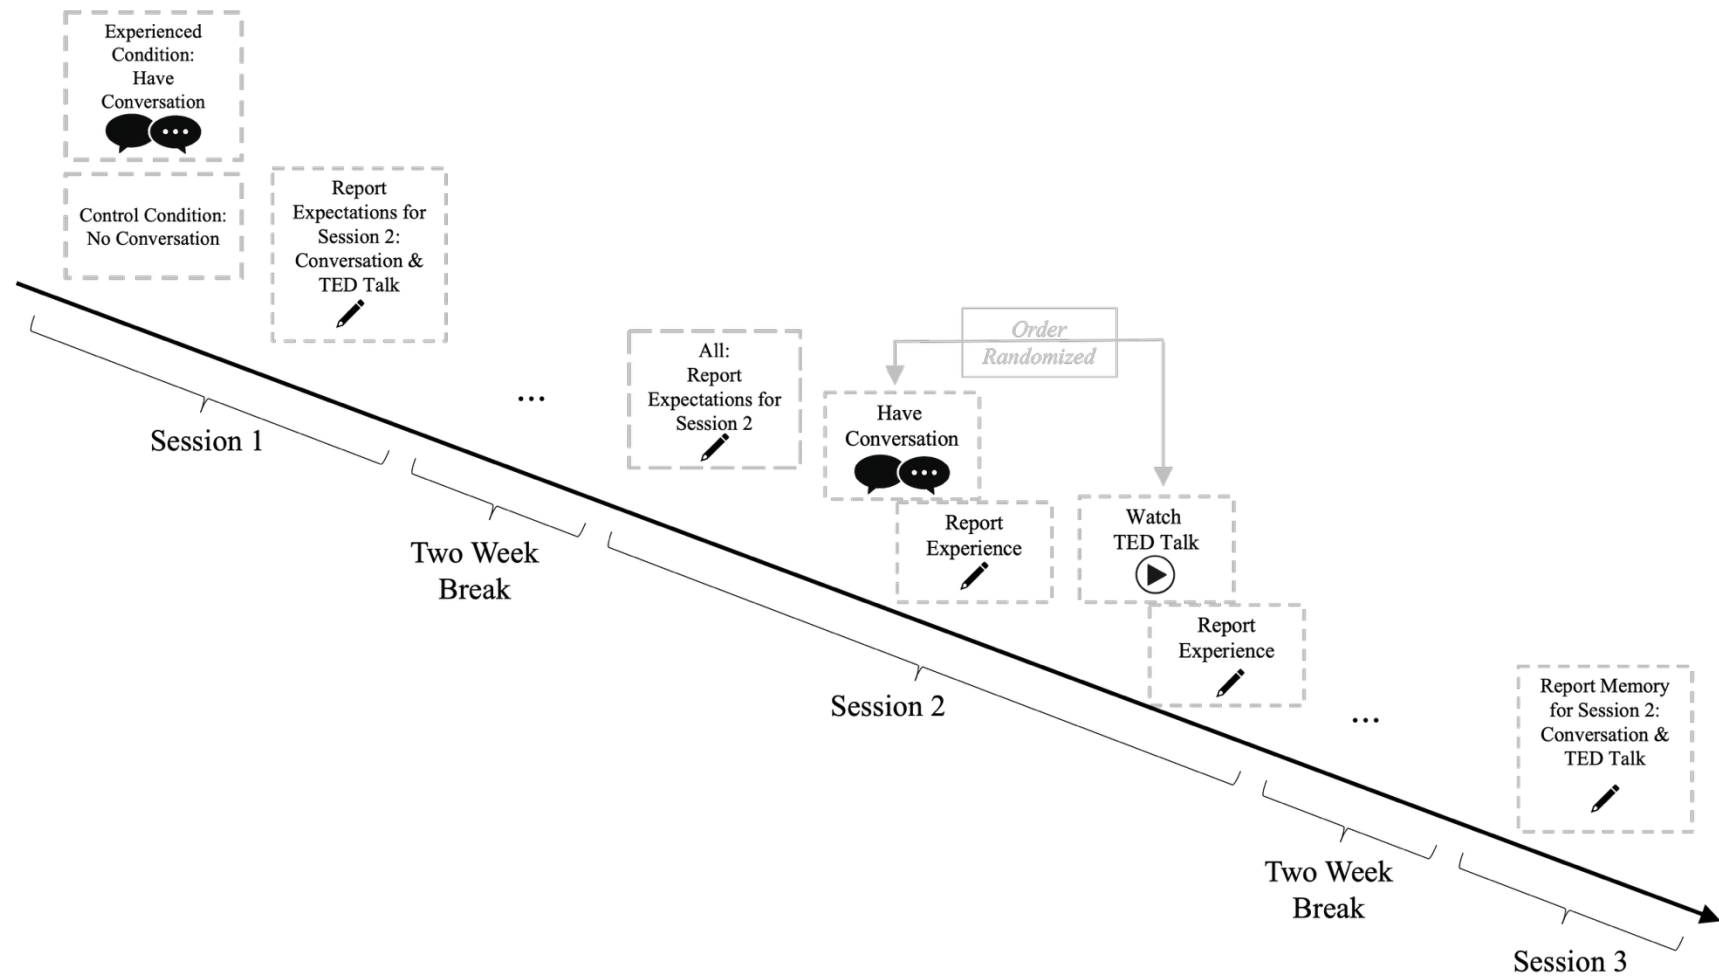 Experienced
Condition:
Have
Conversation
Control Condition:
No Conversation
Report
Expectations for
Session 2:
Conversation &
TED Talk
Session 1
...
Two Week
Break
All:
Report
Expectations for
Session 2
Order
Randomized
Have
Conversation
Report
Experience
Watch
TED Talk
Report
Experience
Session 2
...
Two Week
Break
Report Memory
for Session 2:
Conversation &
TED Talk
Session 3